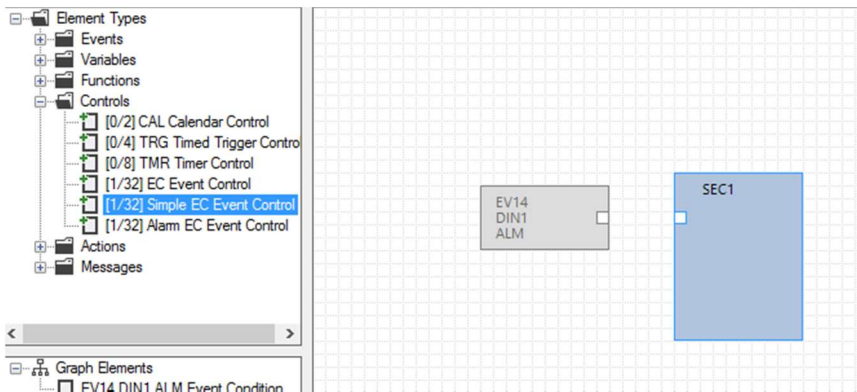 Element Types
Events
Variables
Functions
Controls
[0/2] CAL Calendar Control
[0/4] TRG Timed Trigger Contro
[0/8] TMR Timer Control
[1/32] EC Event Control
[1/32] Simple EC Event Control
[1/32] Alarm EC Event Control
Actions
Messages
Graph Elements
EV14 DIN1 ALM Event Condition
EV14
DIN1
ALM
SEC1